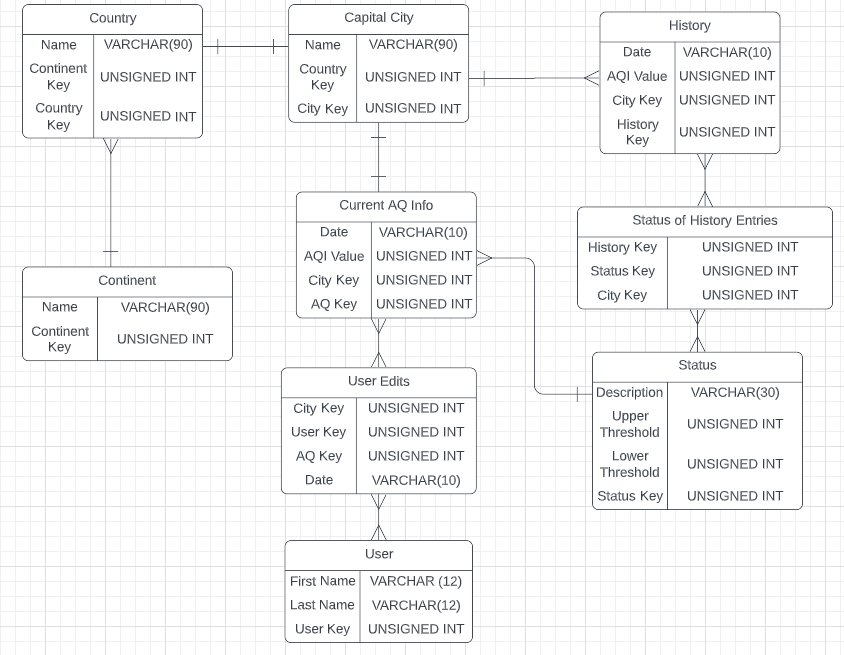 Country
Name VARCHAR(90)
Continent
Key UNSIGNED INT
Country
Key UNSIGNED INT
Capital City
Name VARCHAR(90)
Country
Key UNSIGNED INT
City Key UNSIGNED INT
History
Date VARCHAR(10)
AQI Value UNSIGNED INT
City Key UNSIGNED INT
History
Key UNSIGNED INT
Continent
Name VARCHAR(90)
Continent
Key UNSIGNED INT
Current AQ Info
Date VARCHAR(10)
AQI Value UNSIGNED INT
City Key UNSIGNED INT
AQ Key UNSIGNED INT
Status of History Entries
History Key UNSIGNED INT
Status Key UNSIGNED INT
City Key UNSIGNED INT
User Edits
City Key UNSIGNED INT
User Key UNSIGNED INT
AQ Key UNSIGNED INT
Date VARCHAR(10)
Status
Description VARCHAR(30)
Upper
Threshold UNSIGNED INT
Lower
Threshold UNSIGNED INT
Status Key UNSIGNED INT
User
First Name VARCHAR (12)
Last Name VARCHAR(12)
User Key UNSIGNED INT